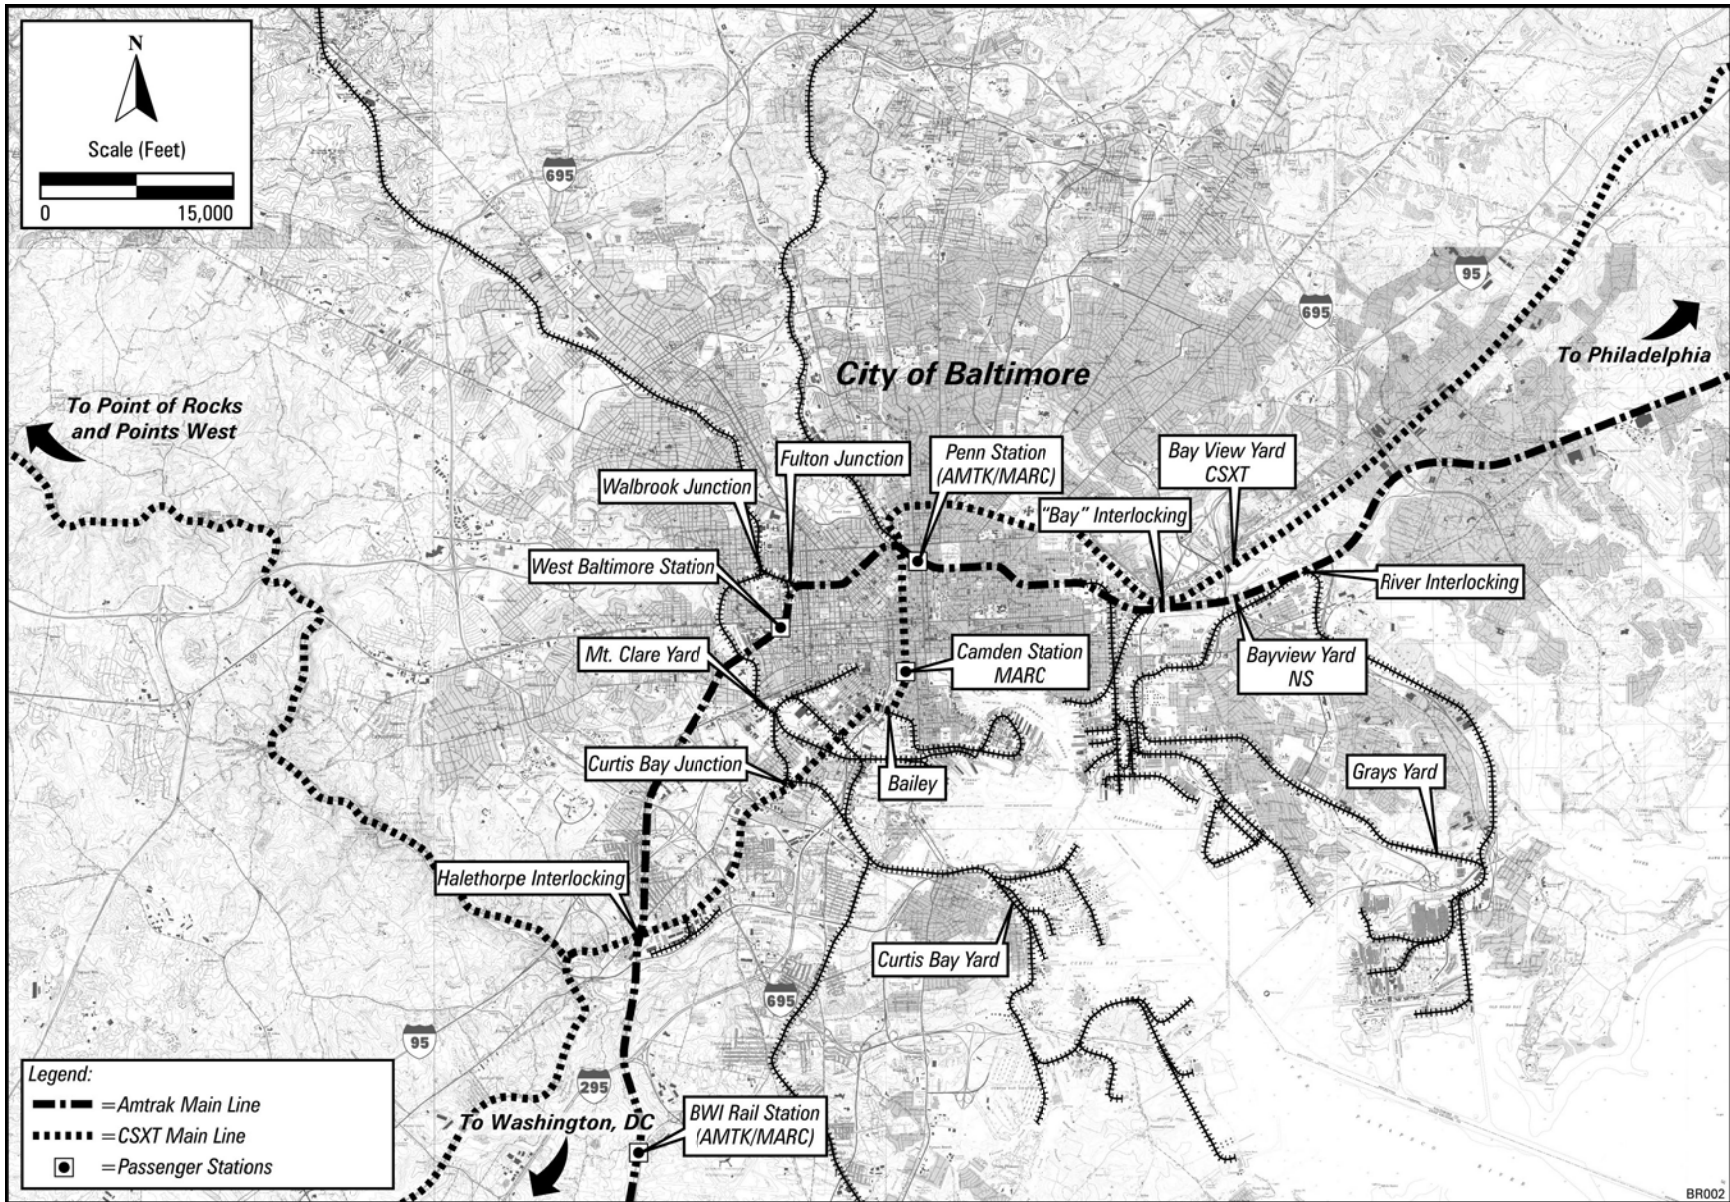 N
Scale (Feet)
0 15,000
695
95
695
To Philadelphia
City of Baltimore
To Point of Rocks
and Points West
Fulton Junction
Penn Station
(AMTK/MARC)
Bay View Yard
CSXT
Walbrook Junction
"Bay" Interlocking
West Baltimore Station
River Interlocking
Mt. Clare Yard
Camden Station
MARC
Bayview Yard
NS
Curtis Bay Junction
Bailey
Grays Yard
Halethorpe Interlocking
Curtis Bay Yard
695
95
295
To Washington, DC
BWI Rail Station
(AMTK/MARC)
Legend:
=Amtrak Main Line
=CSXT Main Line
=Passenger Stations
BR002